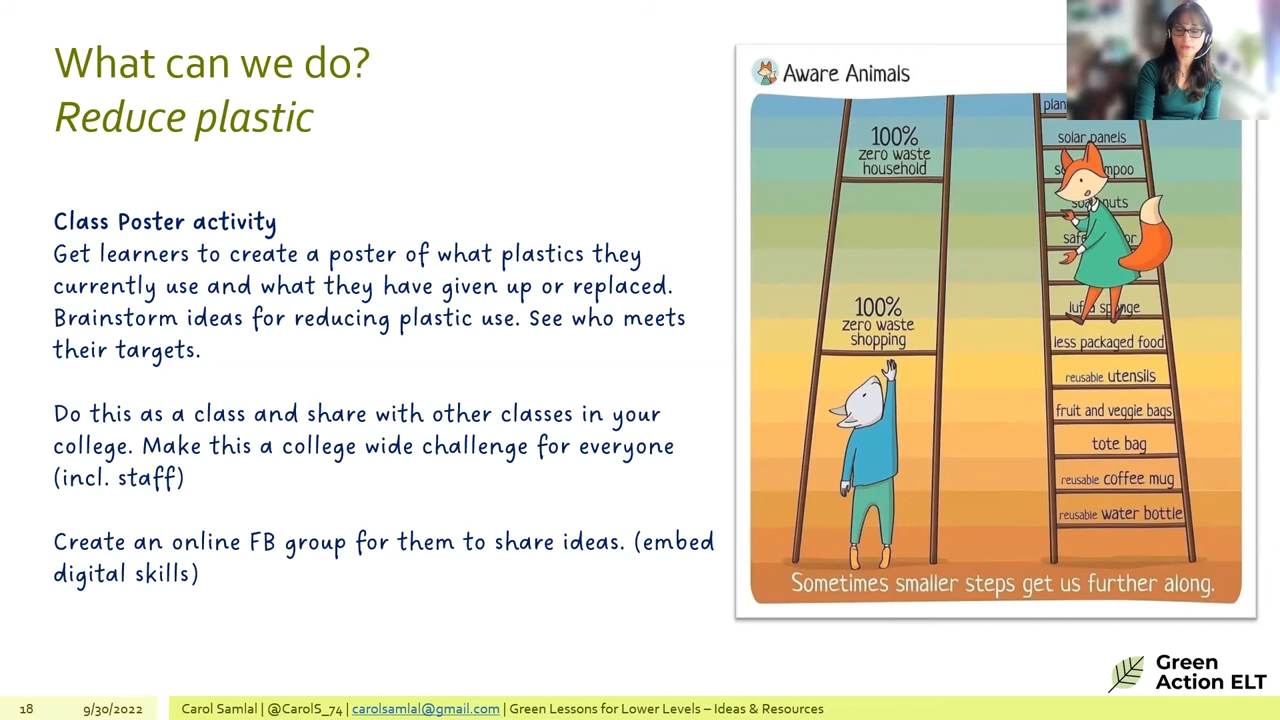 What can we do?
Reduce plastic
Class Poster activity
Get learners to create a poster of what plastics they
currently use and what they have given up or replaced.
Brainstorm ideas for reducing plastic use. See who meets
their targets.
Do this as a class and share with other classes in your
college. Make this a college wide challenge for everyone
(incl. staff)
Create an online FB group for them to share ideas. (embed
digital skills)
Aware Animals
100%
zero waste
household
100%
zero waste
shopping
solar panels
less packaged food
reusable utensils
fruit and veggie bags
tote bag
reusable coffee mug
reusable water bottle
Sometimes smaller steps get us further along.
Green
Action ELT
18
9/30/2022
Carol Samlal | @CarolS_74 | carolsamlal@gmail.com | Green Lessons for Lower Levels – Ideas & Resources